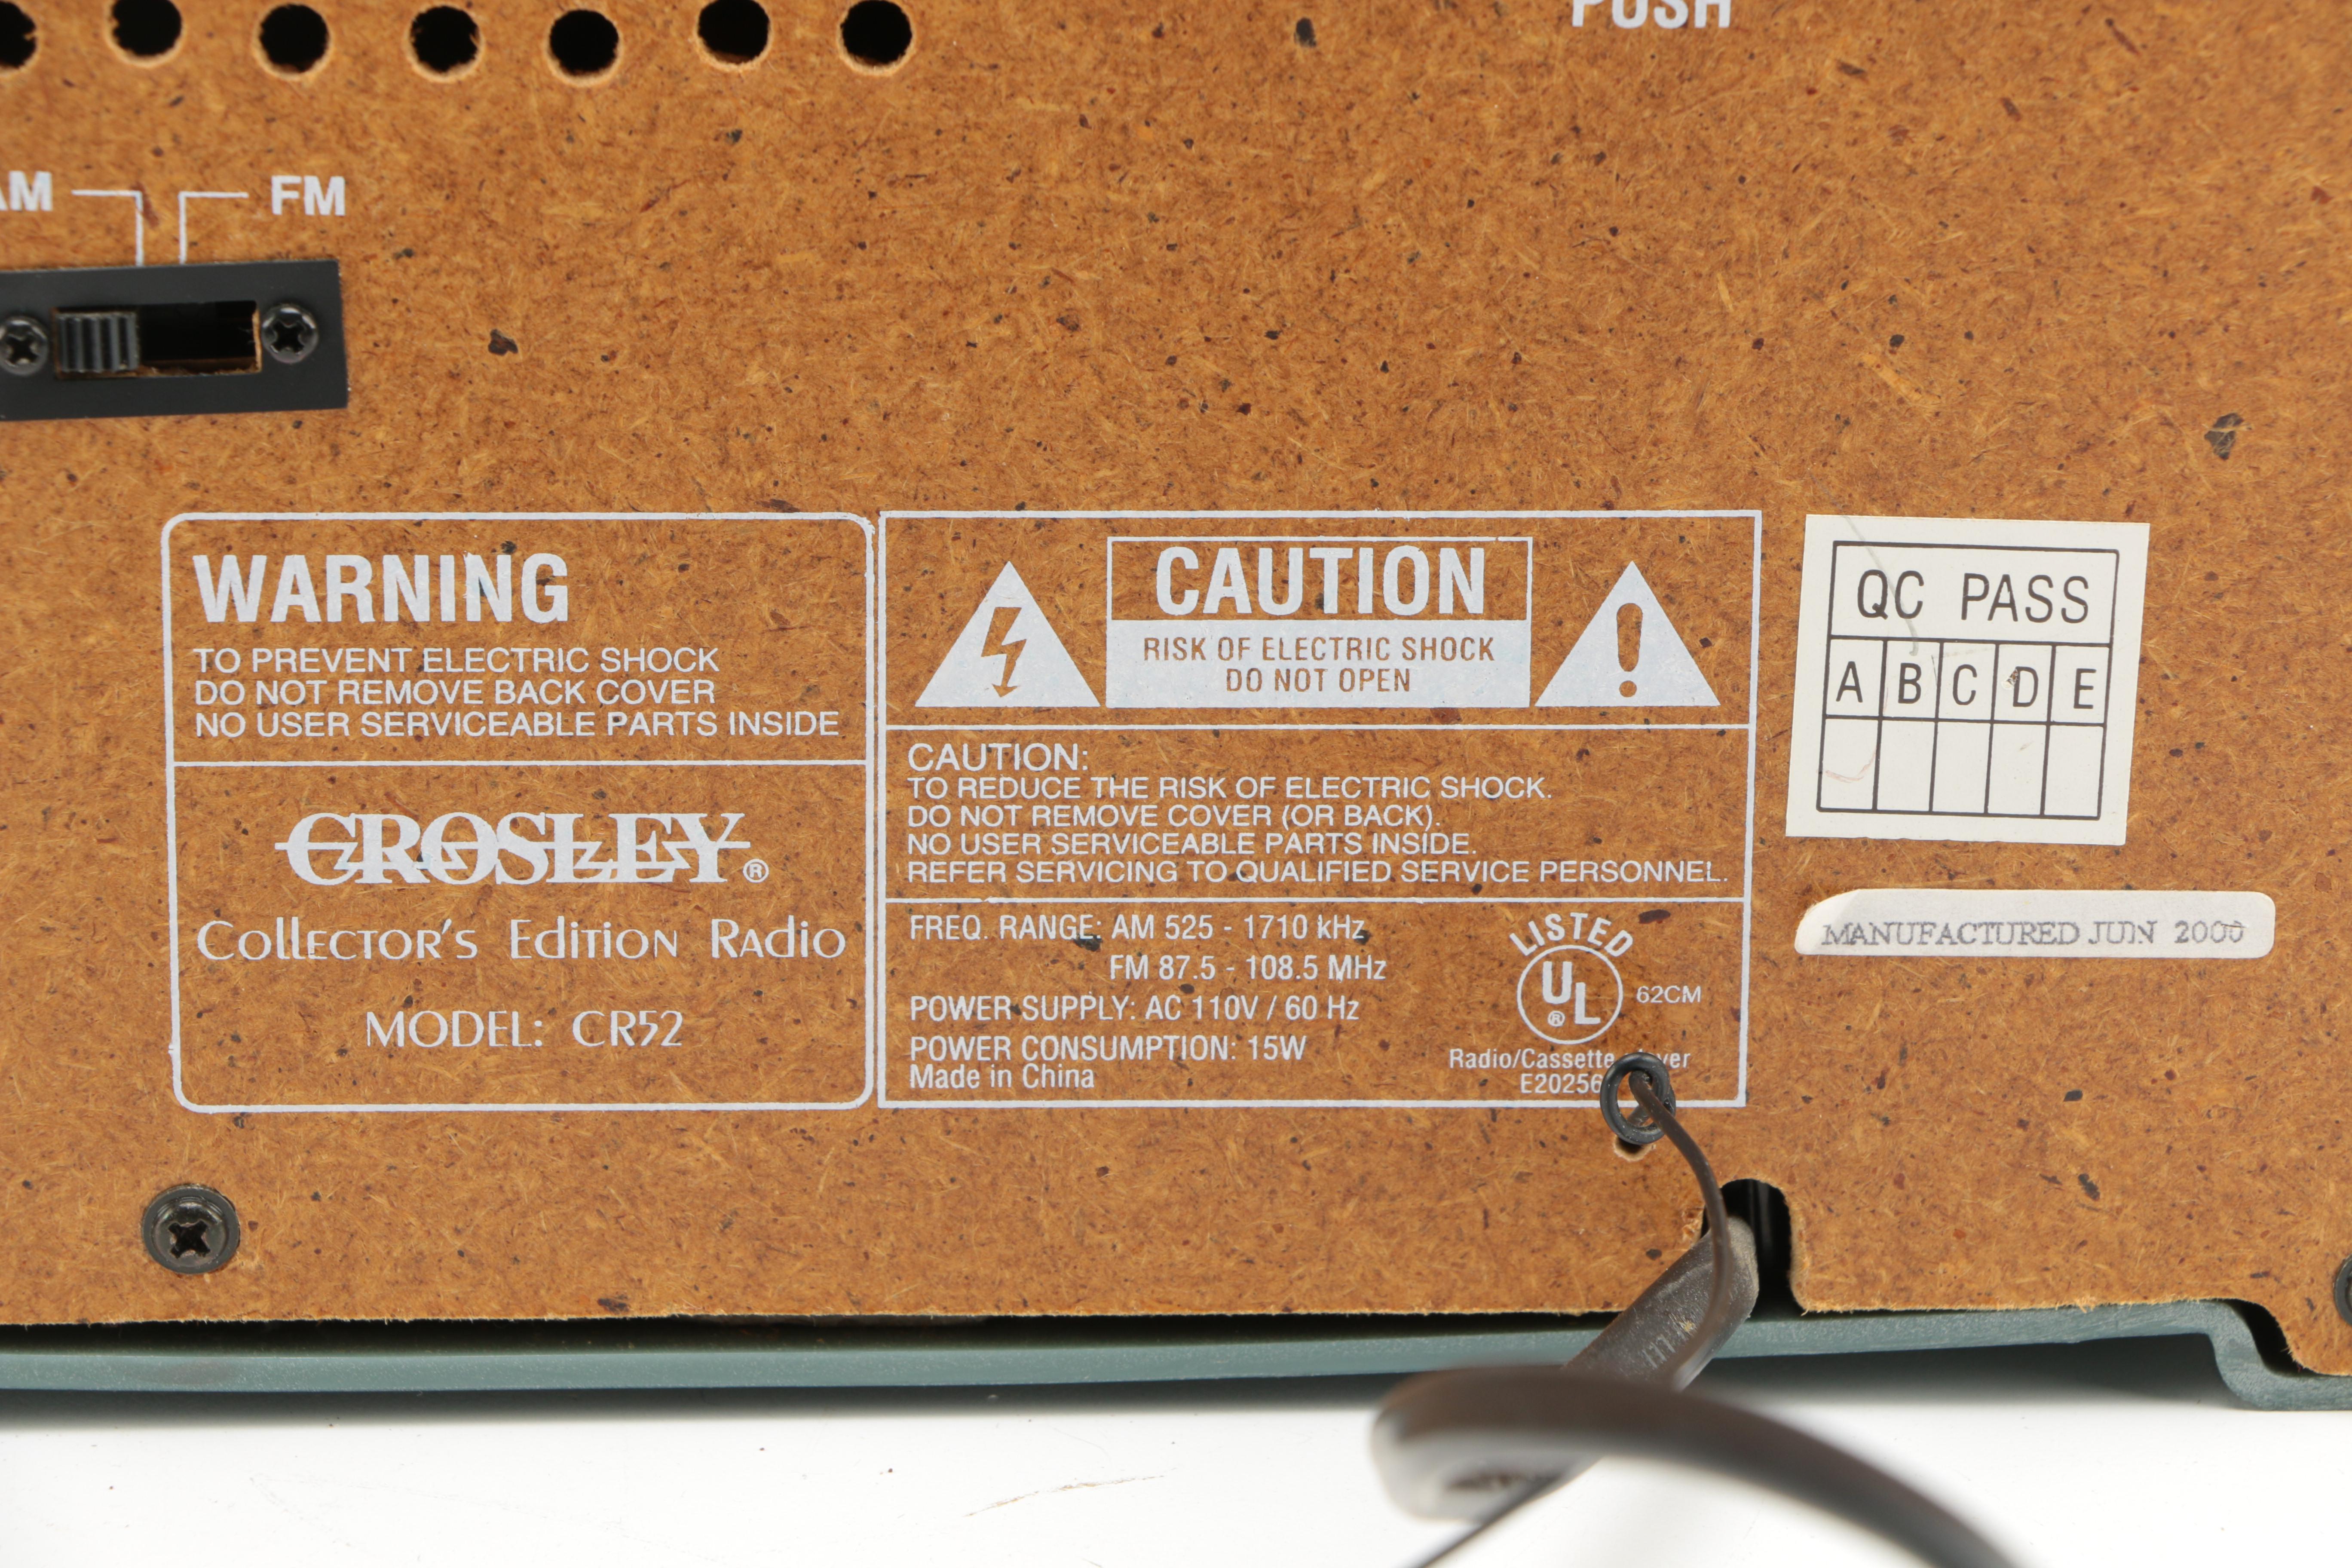 PUSH
AM
FM
WARNING
TO PREVENT ELECTRIC SHOCK
DO NOT REMOVE BACK COVER
NO USER SERVICEABLE PARTS INSIDE
CROSLEY®
Collector's Edition Radio
MODEL: CR52
CAUTION
RISK OF ELECTRIC SHOCK
DO NOT OPEN
CAUTION:
TO REDUCE THE RISK OF ELECTRIC SHOCK.
DO NOT REMOVE COVER (OR BACK).
NO USER SERVICEABLE PARTS INSIDE.
REFER SERVICING TO QUALIFIED SERVICE PERSONNEL.
FREQ. RANGE: AM 525 - 1710 kHz
FM 87.5 - 108.5 MHz
POWER SUPPLY: AC 110V / 60 Hz
POWER CONSUMPTION: 15W
Made in China
LISTED
UL®
62CM
Radio/Cassette
QC PASS
A B C D E
MANUFACTURED JUN 2000